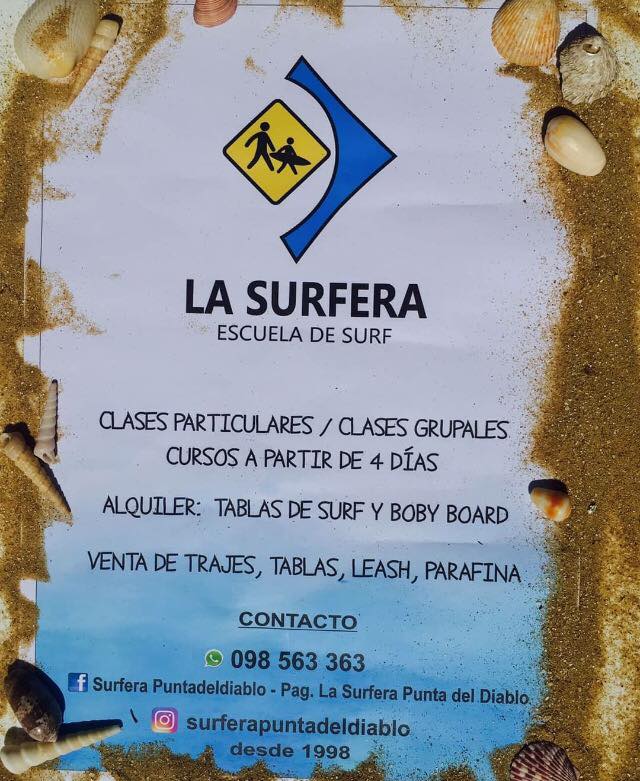 LA SURFERA
ESCUELA DE SURF
CLASES PARTICULARES / CLASES GRUPALES
CURSOS A PARTIR DE 4 DÍAS
ALQUILER: TABLAS DE SURF Y BOBY BOARD
VENTA DE TRAJES, TABLAS, LEASH, PARAFINA
CONTACTO
098 563 363
Surfera Puntadeldiablo - Pag. La Surfera Punta del Diablo
surferapuntadeldiablo
desde 1998